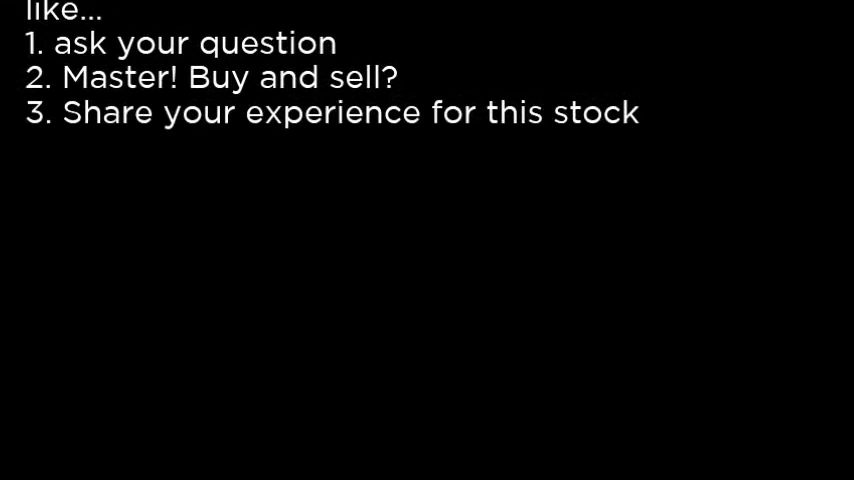 like...
1. ask your question
2. Master! Buy and sell?
3. Share your experience for this stock